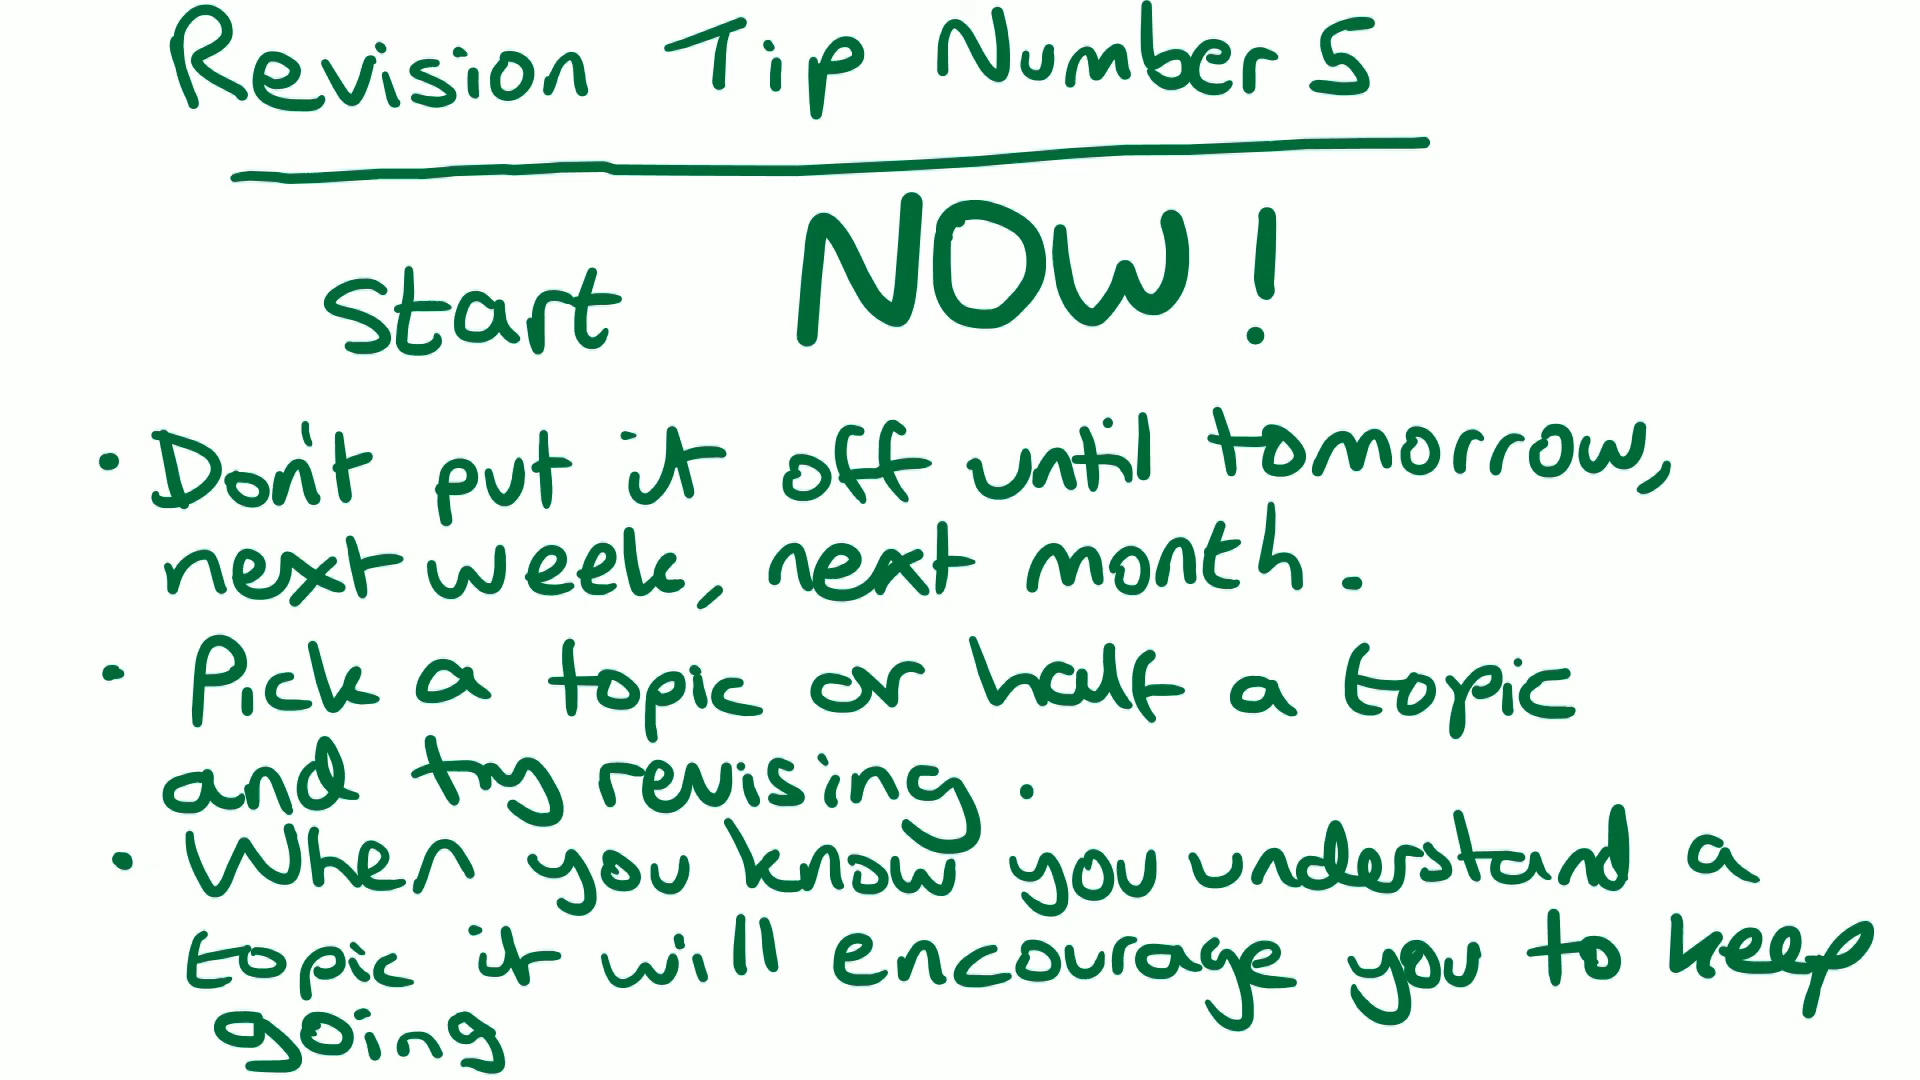 Revision Tip Number 5
Start NOW!
• Don't put it off until tomorrow,
next week, next month.
• Pick a topic or half a topic
and try revising.
• When you know you understand a
topic it will encourage you to keep
going